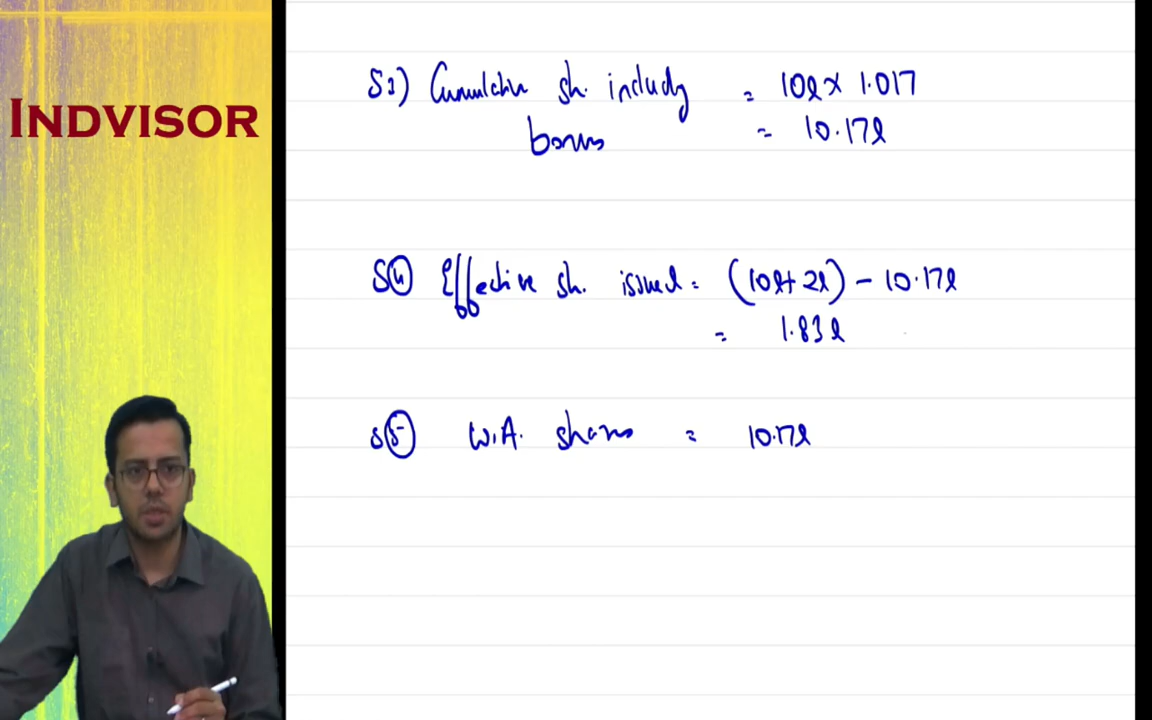 INDVISOR
S3) Cumulative sh. including = 10l x 1.017
bonus = 10.17l
S④ Effective sh. issued = (10l + 2l) - 10.17l
= 1.83l
S⑤ W.A. shares = 10.17l